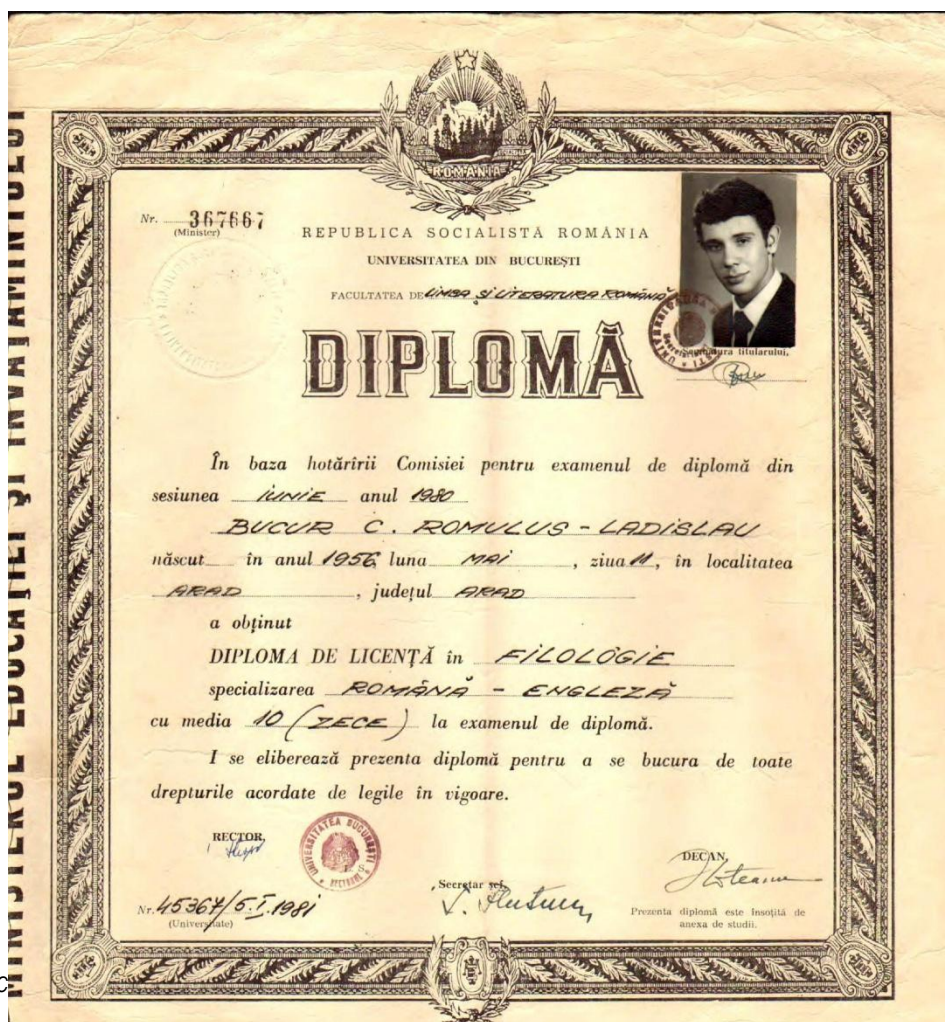 MINISTERUL EDUCAȚIEI ȘI ÎNVĂȚĂMÎNTULUI
ROMÂNIA
Nr. 367667
(Minister)
REPUBLICA SOCIALISTĂ ROMÂNIA
UNIVERSITATEA DIN BUCUREȘTI
FACULTATEA DE LIMBA ȘI LITERATURA ROMÂNĂ
DIPLOMĂ
Semnătura titularului,
În baza hotărîrii Comisiei pentru examenul de diplomă din
sesiunea IUNIE anul 1980
BUCUR C. ROMULUS-LADISLAU
născut în anul 1956, luna MAI, ziua 11, în localitatea
ARAD, județul ARAD
a obținut
DIPLOMA DE LICENȚĂ în FILOLOGIE
specializarea ROMÂNĂ - ENGLEZĂ
cu media 10 (ZECE) la examenul de diplomă.
I se eliberează prezenta diplomă pentru a se bucura de toate
drepturile acordate de legile în vigoare.
RECTOR,
UNIVERSITATEA BUCUREȘTI
RECTORAT
L S
DECAN,
Secretar șef,
Nr. 45367/5.I.1981
(Universitate)
Prezenta diplomă este însoțită de
anexa de studii.